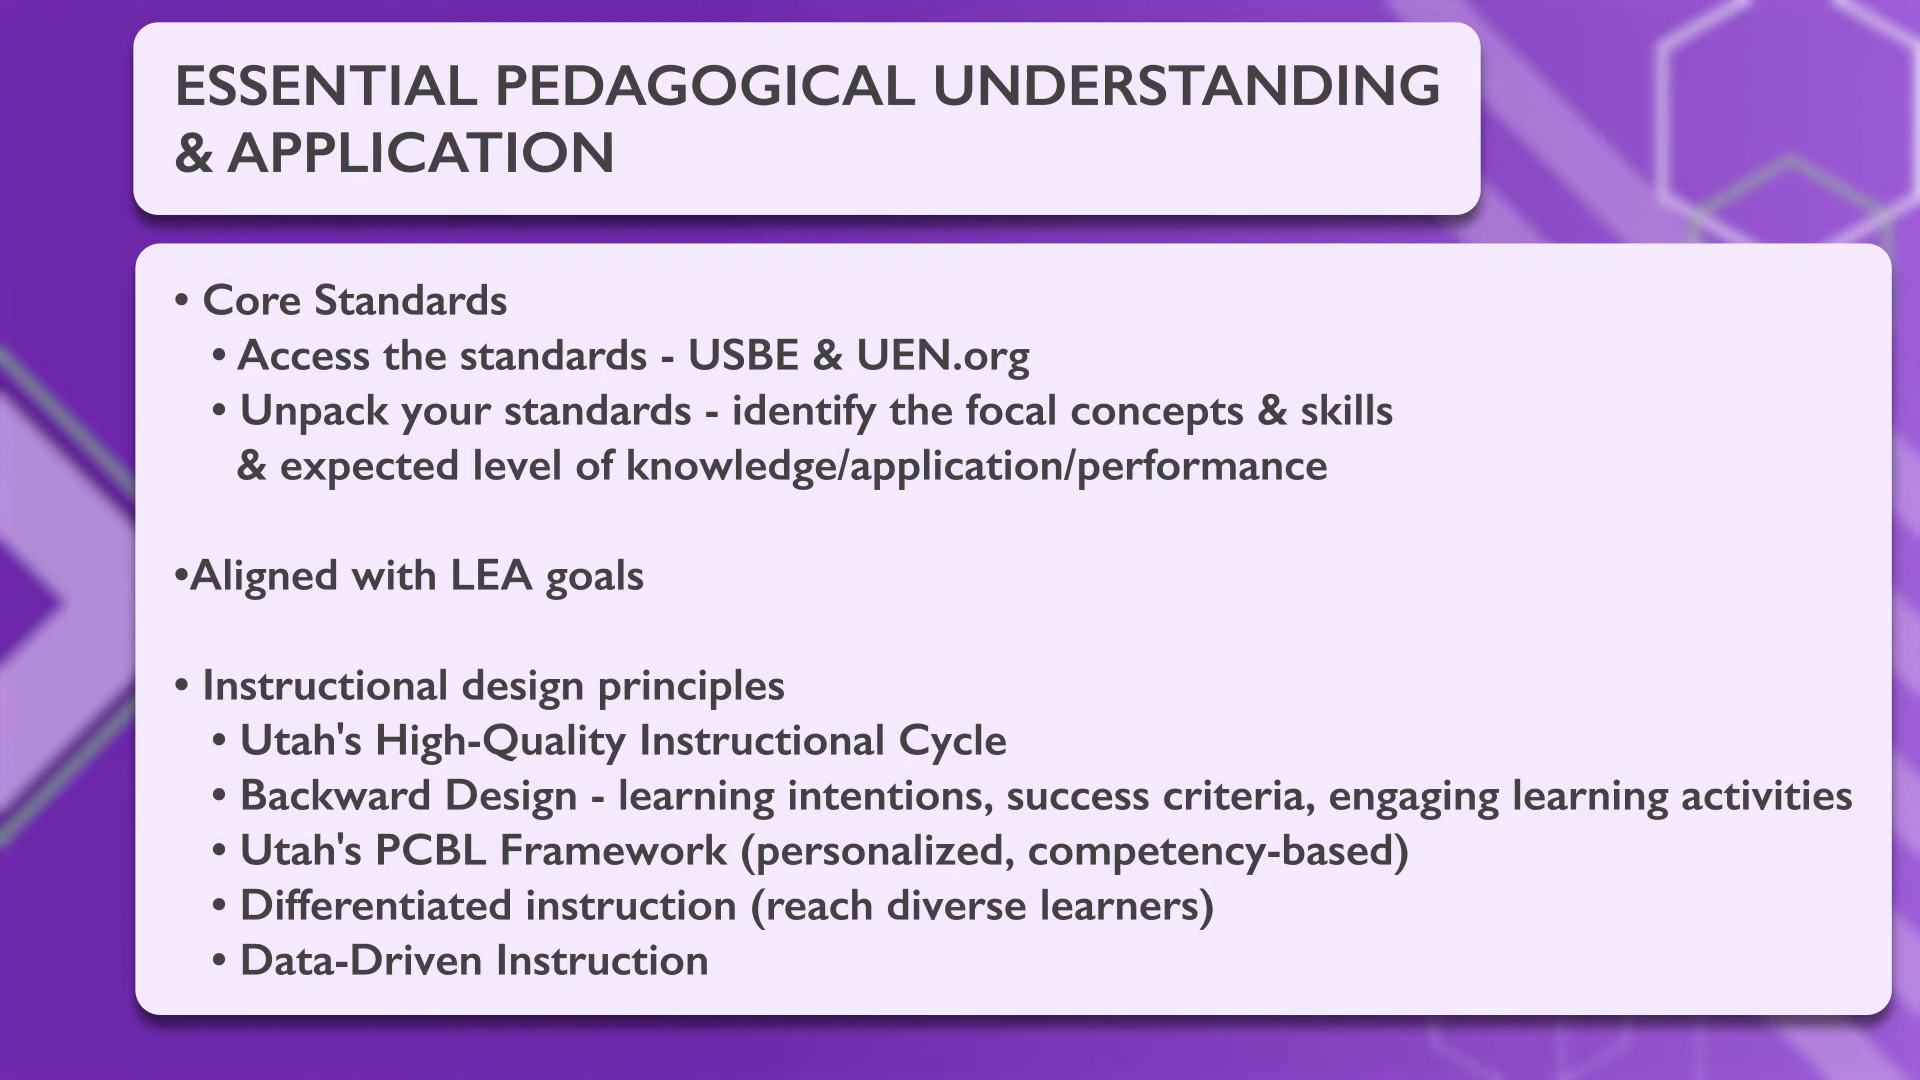 ESSENTIAL PEDAGOGICAL UNDERSTANDING
& APPLICATION
• Core Standards
• Access the standards - USBE & UEN.org
• Unpack your standards - identify the focal concepts & skills
& expected level of knowledge/application/performance
•Aligned with LEA goals
• Instructional design principles
• Utah's High-Quality Instructional Cycle
• Backward Design - learning intentions, success criteria, engaging learning activities
• Utah's PCBL Framework (personalized, competency-based)
• Differentiated instruction (reach diverse learners)
• Data-Driven Instruction